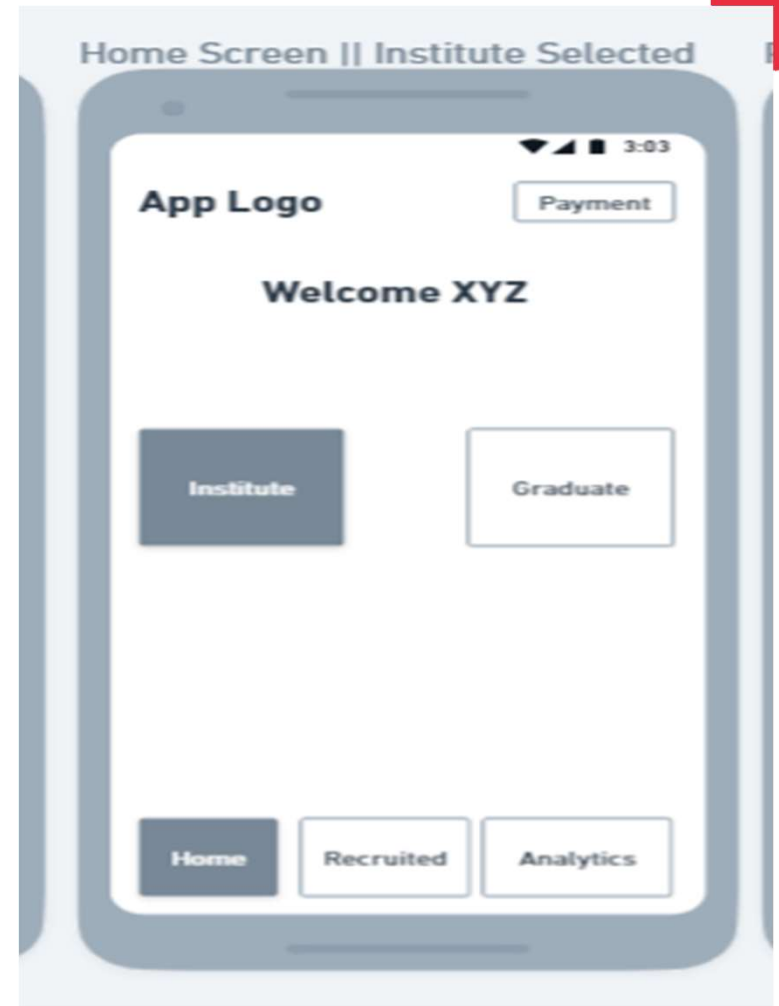 Home Screen || Institute Selected
3:03
App Logo Payment
Welcome XYZ
Institute Graduate
Home Recruited Analytics